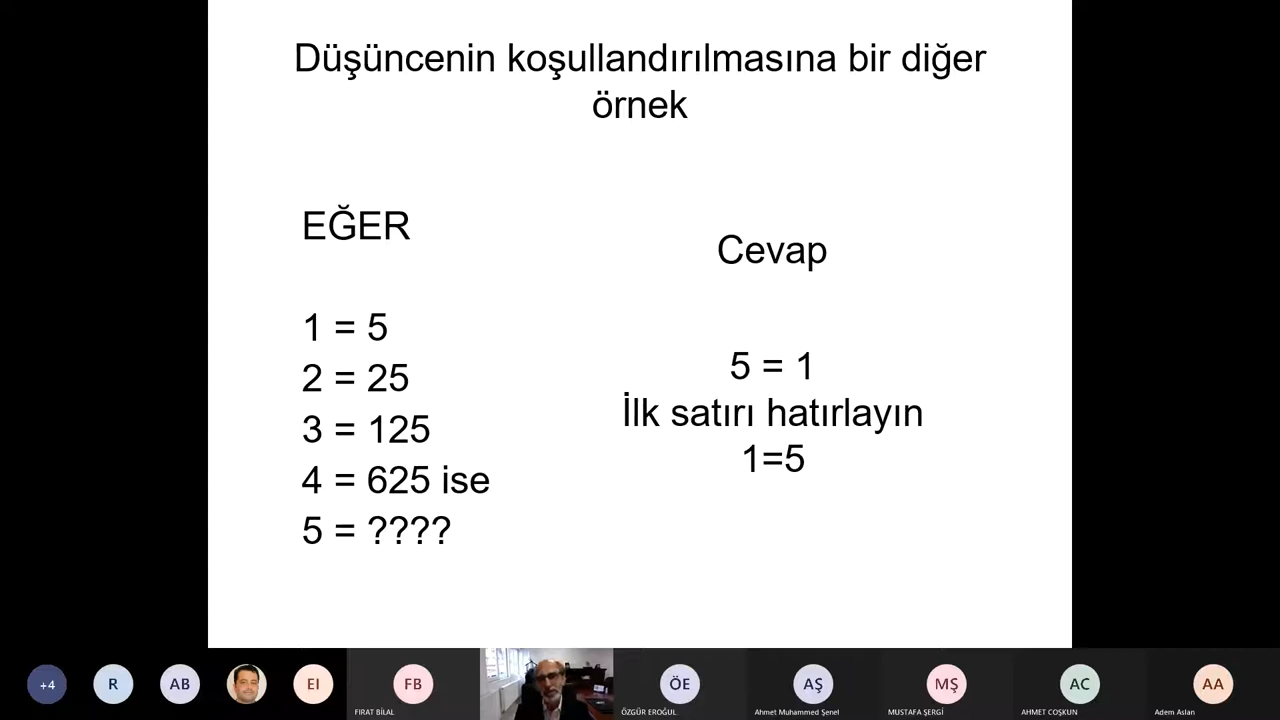 Düşüncenin koşullandırılmasına bir diğer
örnek
EĞER
1 = 5
2 = 25
3 = 125
4 = 625 ise
5 = ????
Cevap
5 = 1
İlk satırı hatırlayın
1=5
+4
R
AB
EI
FB
FIRAT BİLAL
ÖE
ÖZGÜR EROĞUL
AŞ
Ahmet Muhammed Şenel
MŞ
MUSTAFA ŞERGİ
AC
AHMET COŞKUN
AA
Adem Aslan